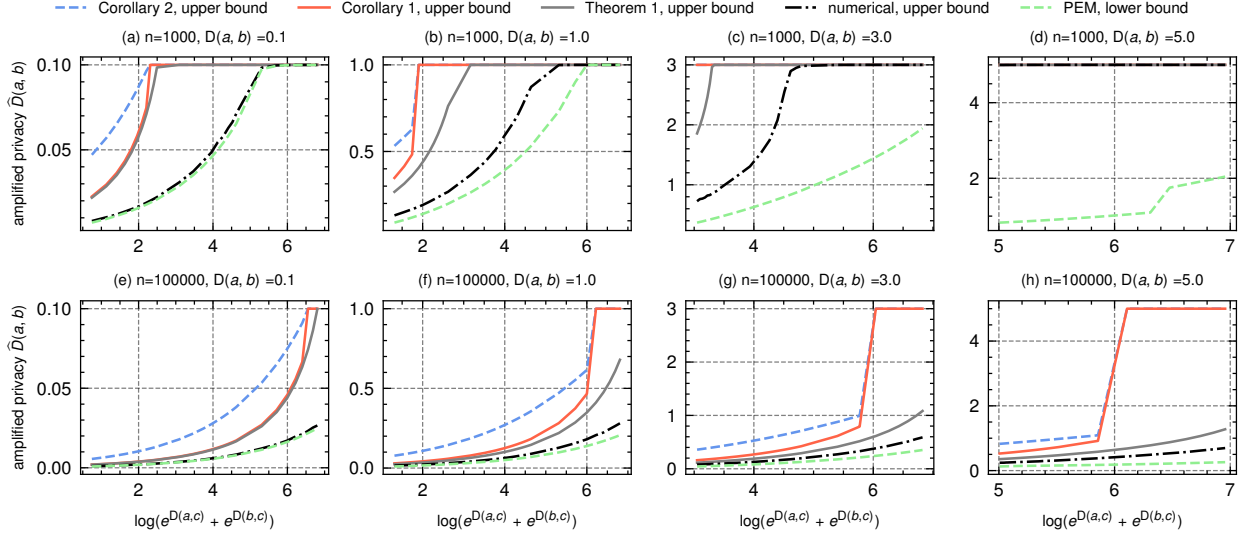 Corollary 2, upper bound
Corollary 1, upper bound
Theorem 1, upper bound
numerical, upper bound
PEM, lower bound
(a) n=1000, D(a, b) =0.1
(b) n=1000, D(a, b) =1.0
(c) n=1000, D(a, b) =3.0
(d) n=1000, D(a, b) =5.0
amplified privacy D̂(a, b)
0.10
0.05
2 4 6
1.0
0.5
2 4 6
3
2
1
0
4 6
4
2
5 6 7
(e) n=100000, D(a, b) =0.1
(f) n=100000, D(a, b) =1.0
(g) n=100000, D(a, b) =3.0
(h) n=100000, D(a, b) =5.0
amplified privacy D̂(a, b)
0.10
0.05
0.00
2 4 6
1.0
0.5
0.0
2 4 6
3
2
1
0
4 6
4
2
0
5 6 7
log(e^D(a,c) + e^D(b,c))
log(e^D(a,c) + e^D(b,c))
log(e^D(a,c) + e^D(b,c))
log(e^D(a,c) + e^D(b,c))